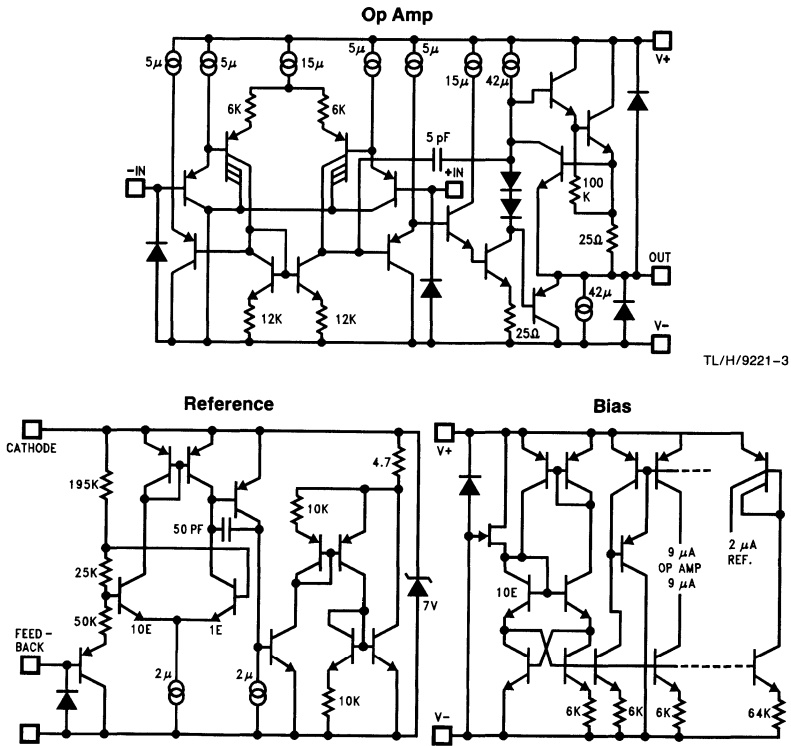 Op Amp
5μ
5μ
15μ
5μ
5μ
15μ
42μ
V+
6K
6K
5 pF
-IN
+IN
100
K
25Ω
OUT
42μ
12K
12K
25Ω
V-
TL/H/9221-3
Reference
CATHODE
4.7
195K
10K
50 PF
25K
50K
10E
1E
7V
FEED-
BACK
2μ
2μ
10K
Bias
V+
9 μA
OP AMP
9 μA
2 μA
REF.
10E
V-
6K
6K
6K
64K